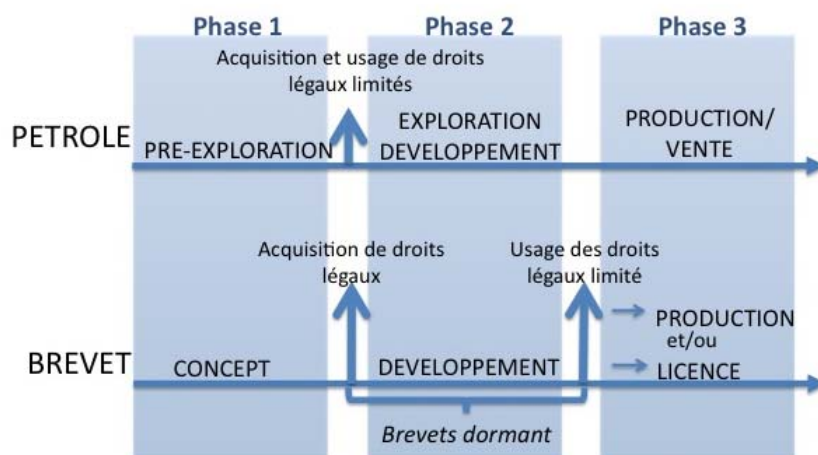 Phase 1
Phase 2
Phase 3
Acquisition et usage de droits
légaux limités
PETROLE
PRE-EXPLORATION
EXPLORATION
DEVELOPPEMENT
PRODUCTION/
VENTE
Acquisition de droits
légaux
Usage des droits
légaux limité
BREVET
CONCEPT
DEVELOPPEMENT
PRODUCTION
et/ou
LICENCE
Brevets dormant